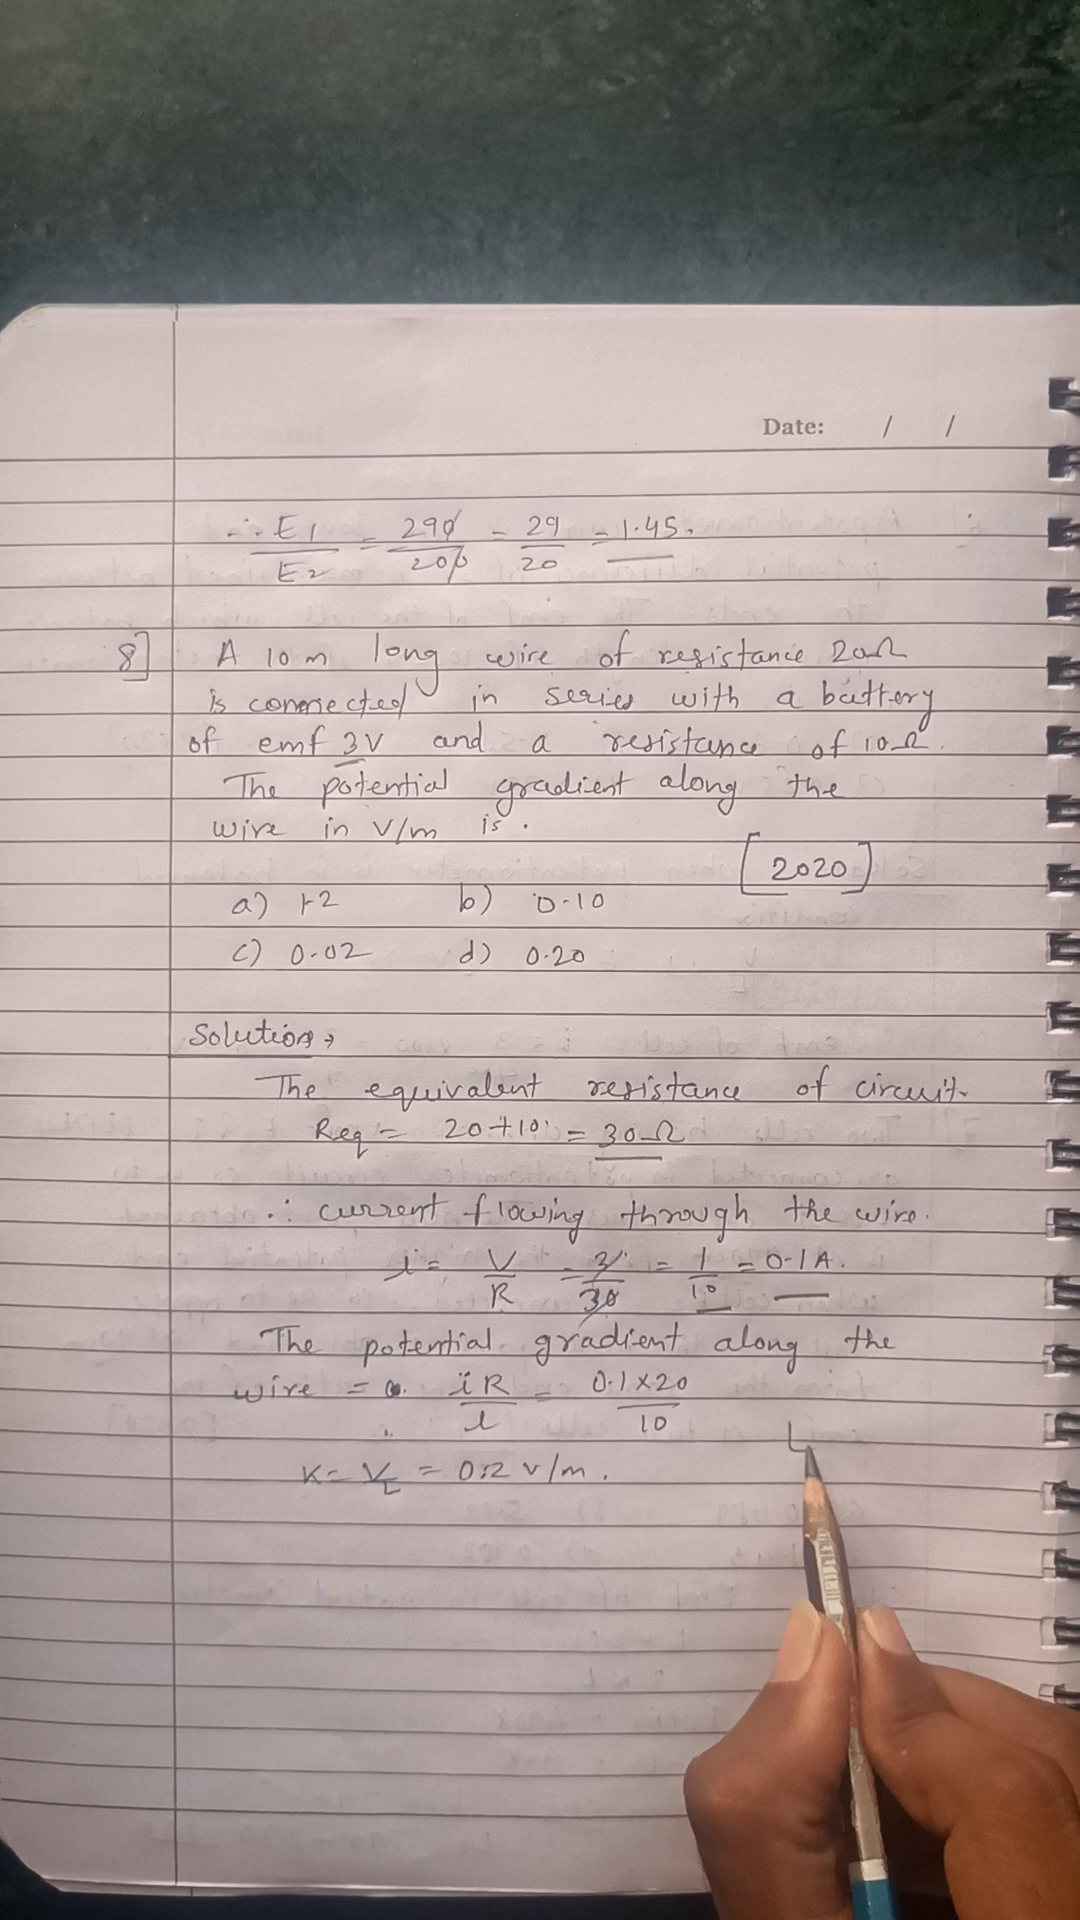 Date: / /
∴ E1/E2 = 290/200 = 29/20 = 1.45.
8] A 10 m long wire of resistance 20Ω
is connected in series with a battery
of emf 3V and a resistance of 10Ω.
The potential gradient along the
wire in V/m is.
[2020]
a) 1.2 b) 0.10
c) 0.02 d) 0.20
Solution →
The equivalent resistance of circuit.
Req = 20+10 = 30Ω
∴ current flowing through the wire.
i = V/R = 3/30 = 1/10 = 0.1A.
The potential gradient along the
wire = iR/l = 0.1×20/10
K = V/L = 0.2 v/m.